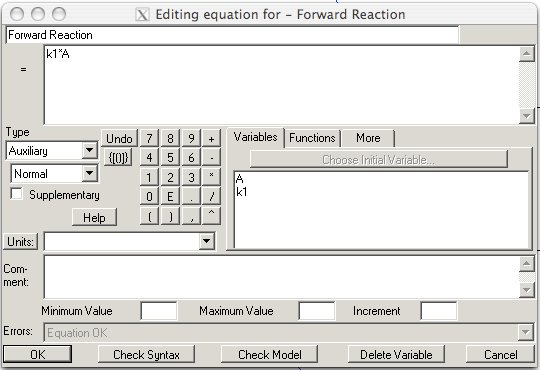 Editing equation for - Forward Reaction
Forward Reaction
=
k1*A
Type
Auxiliary
Normal
Supplementary
Help
Undo 7 8 9 +
{[()]} 4 5 6 -
1 2 3 *
0 E . /
( ) , ^
Variables Functions More
Choose Initial Variable...
A
k1
Units:
Com-
ment:
Minimum Value Maximum Value Increment
Errors: Equation OK
OK Check Syntax Check Model Delete Variable Cancel